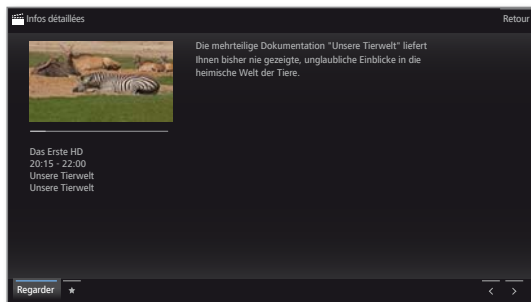 Infos détaillées
Retour
Die mehrteilige Dokumentation "Unsere Tierwelt" liefert
Ihnen bisher nie gezeigte, unglaubliche Einblicke in die
heimische Welt der Tiere.
Das Erste HD
20:15 - 22:00
Unsere Tierwelt
Unsere Tierwelt
Regarder